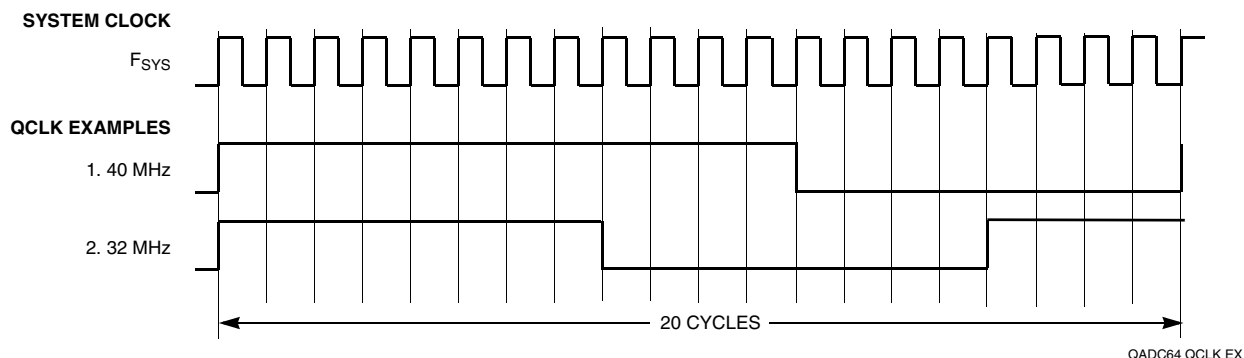 SYSTEM CLOCK
FSYS
QCLK EXAMPLES
1. 40 MHz
2. 32 MHz
20 CYCLES
QADC64 QCLK EX